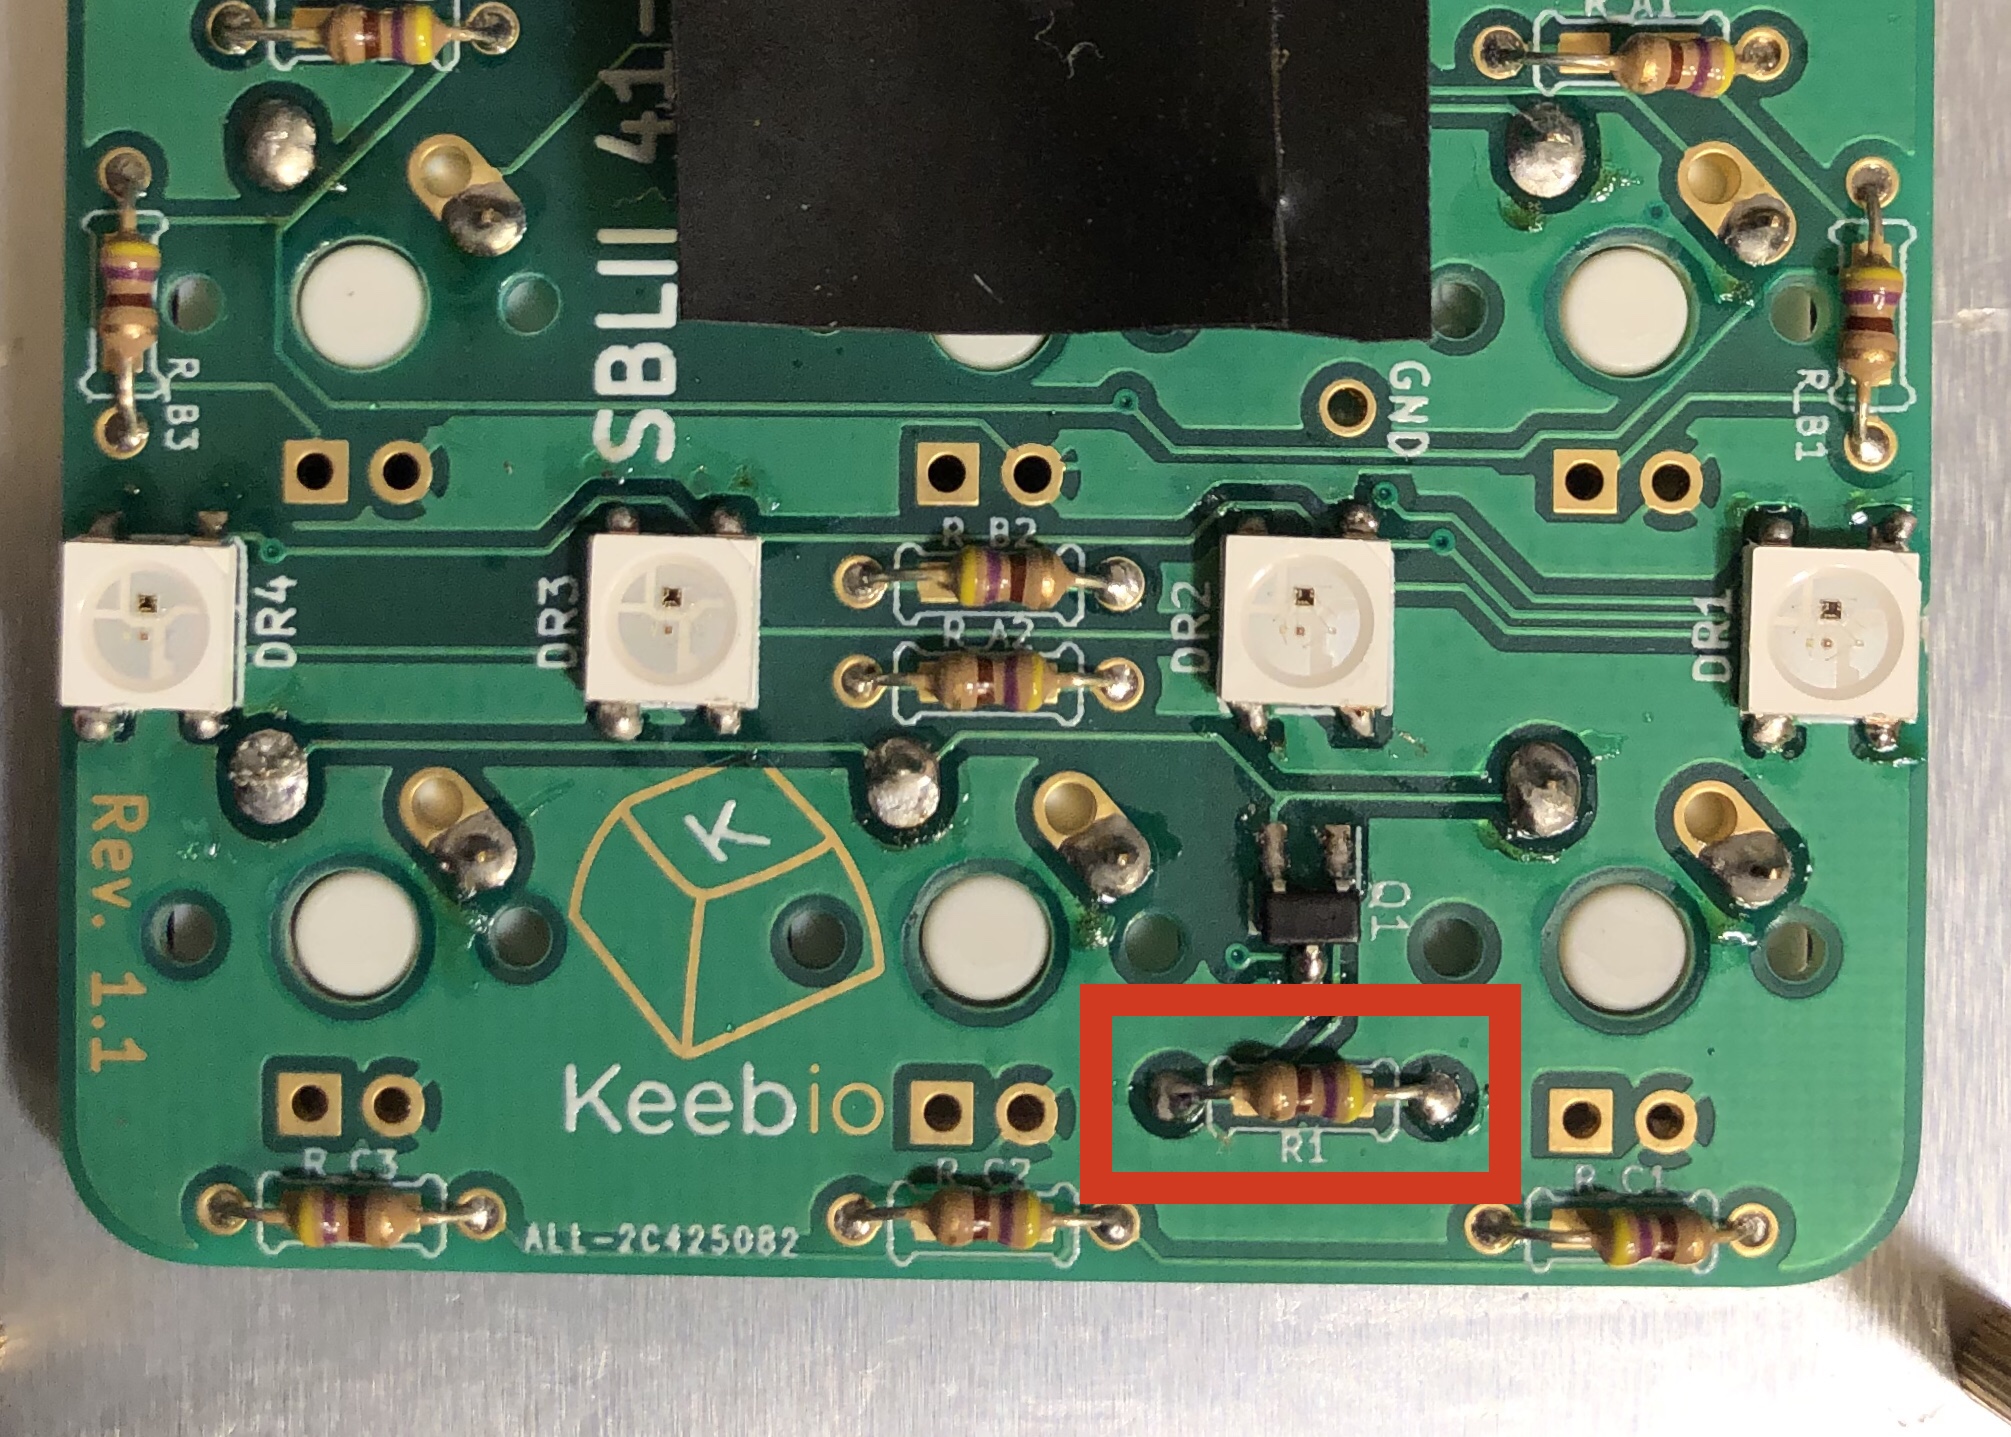 R_A1
SBLII 41-
R_B3
GND
R_B1
R_B2
DR4
DR3
R_A2
DR2
DR1
Rev. 1.1
K
Q1
Keebio
R1
R_C3
R_C2
R_C1
ALL-2C425082